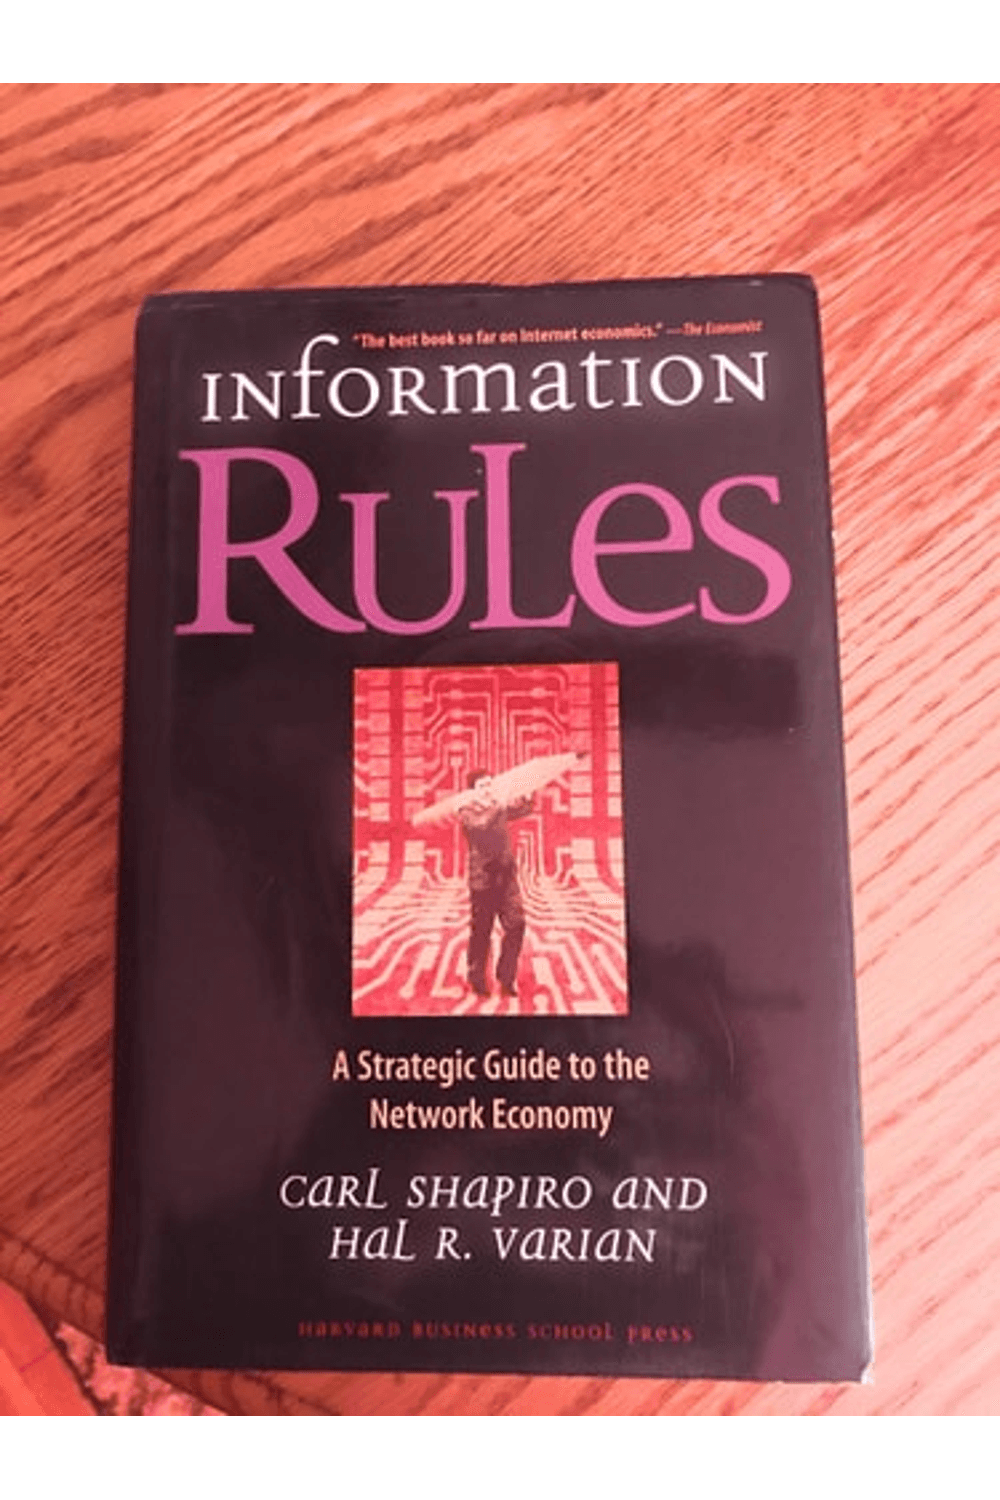 "The best book so far on Internet economics." —The Economist
INfORmatION
RuLes
A Strategic Guide to the
Network Economy
CaRL SHapIRO aND
HaL R. VaRIaN
HaRVaRD BUSINESS SCHOOL PRESS